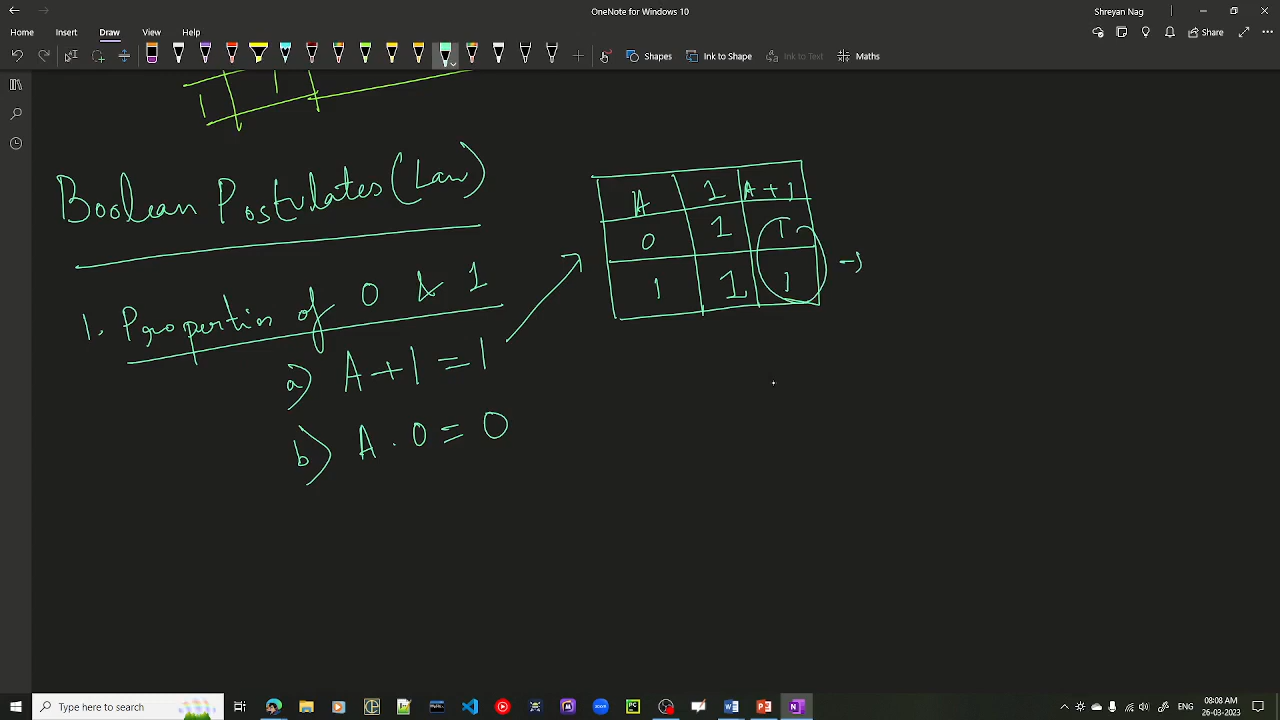 OneNote for Windows 10
Shreyan Nag
Home Insert Draw View Help
Share
Shapes Ink to Shape Ink to Text Maths
1 1
Boolean Postulates (Law)
1. Properties of 0 & 1
a) A + 1 = 1
b) A . 0 = 0
A 1 A + 1
0 1 1
1 1 1
Type here to search
ENG
08:08 AM
26-03-2023